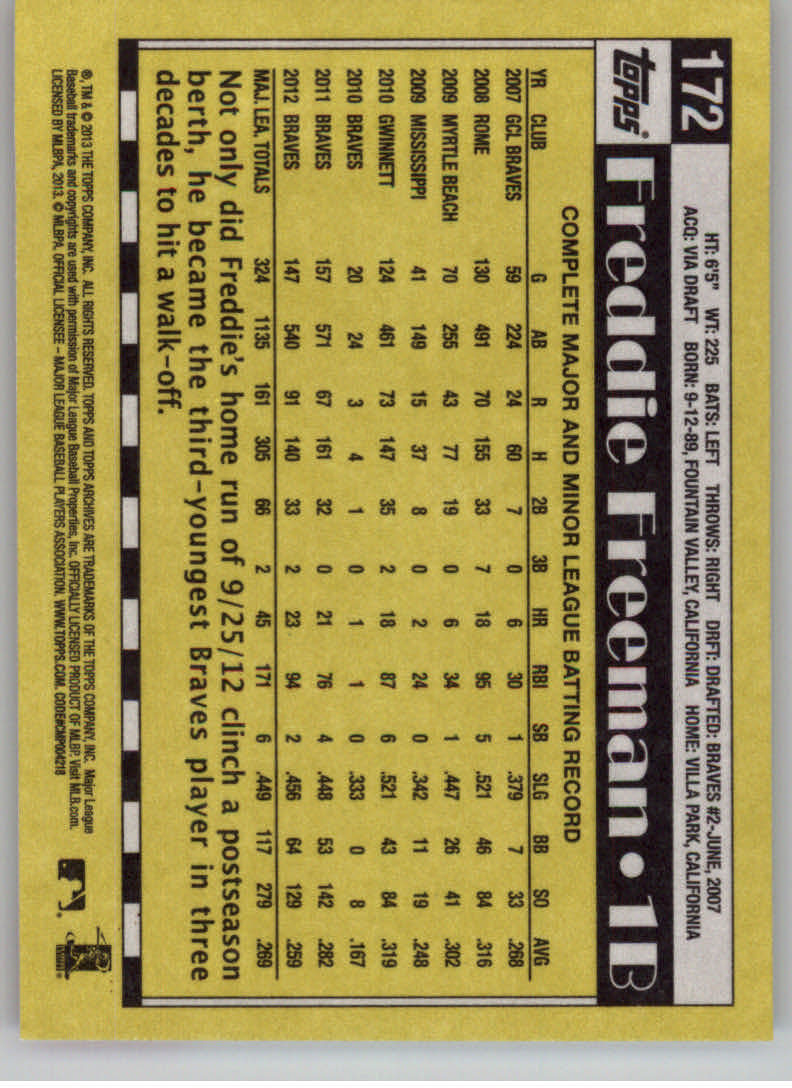 172
topps®
HT: 6'5" WT: 225 BATS: LEFT THROWS: RIGHT DRFT: DRAFTED: BRAVES #2-JUNE, 2007
ACQ: VIA DRAFT BORN: 9-12-89, FOUNTAIN VALLEY, CALIFORNIA HOME: VILLA PARK, CALIFORNIA
Freddie Freeman • 1B
COMPLETE MAJOR AND MINOR LEAGUE BATTING RECORD
YR CLUB G AB R H 2B 3B HR RBI SB SLG BB SO AVG
2007 GCL BRAVES 59 224 24 60 7 0 6 30 1 .379 7 33 .268
2008 ROME 130 491 70 155 33 7 18 95 5 .521 46 84 .316
2009 MYRTLE BEACH 70 255 43 77 19 0 6 34 1 .447 26 41 .302
2009 MISSISSIPPI 41 149 15 37 8 0 2 24 0 .342 11 19 .248
2010 GWINNETT 124 461 73 147 35 2 18 87 6 .521 43 84 .319
2010 BRAVES 20 24 3 4 1 0 1 1 0 .333 0 8 .167
2011 BRAVES 157 571 67 161 32 0 21 76 4 .448 53 142 .282
2012 BRAVES 147 540 91 140 33 2 23 94 2 .456 64 129 .259
MAJ. LEA. TOTALS 324 1135 161 305 66 2 45 171 6 .449 117 279 .269
Not only did Freddie's home run of 9/25/12 clinch a postseason
berth, he became the third-youngest Braves player in three
decades to hit a walk-off.
®, TM & © 2013 THE TOPPS COMPANY, INC. ALL RIGHTS RESERVED. TOPPS AND TOPPS ARCHIVES ARE TRADEMARKS OF THE TOPPS COMPANY, INC. Major League
Baseball trademarks and copyrights are used with permission of Major League Baseball Properties, Inc. OFFICIALLY LICENSED PRODUCT OF MLBP. Visit MLB.com.
LICENSED BY MLBPA, 2013. © MLBPA. OFFICIAL LICENSEE – MAJOR LEAGUE BASEBALL PLAYERS ASSOCIATION. WWW.TOPPS.COM. CODE#CMP004218